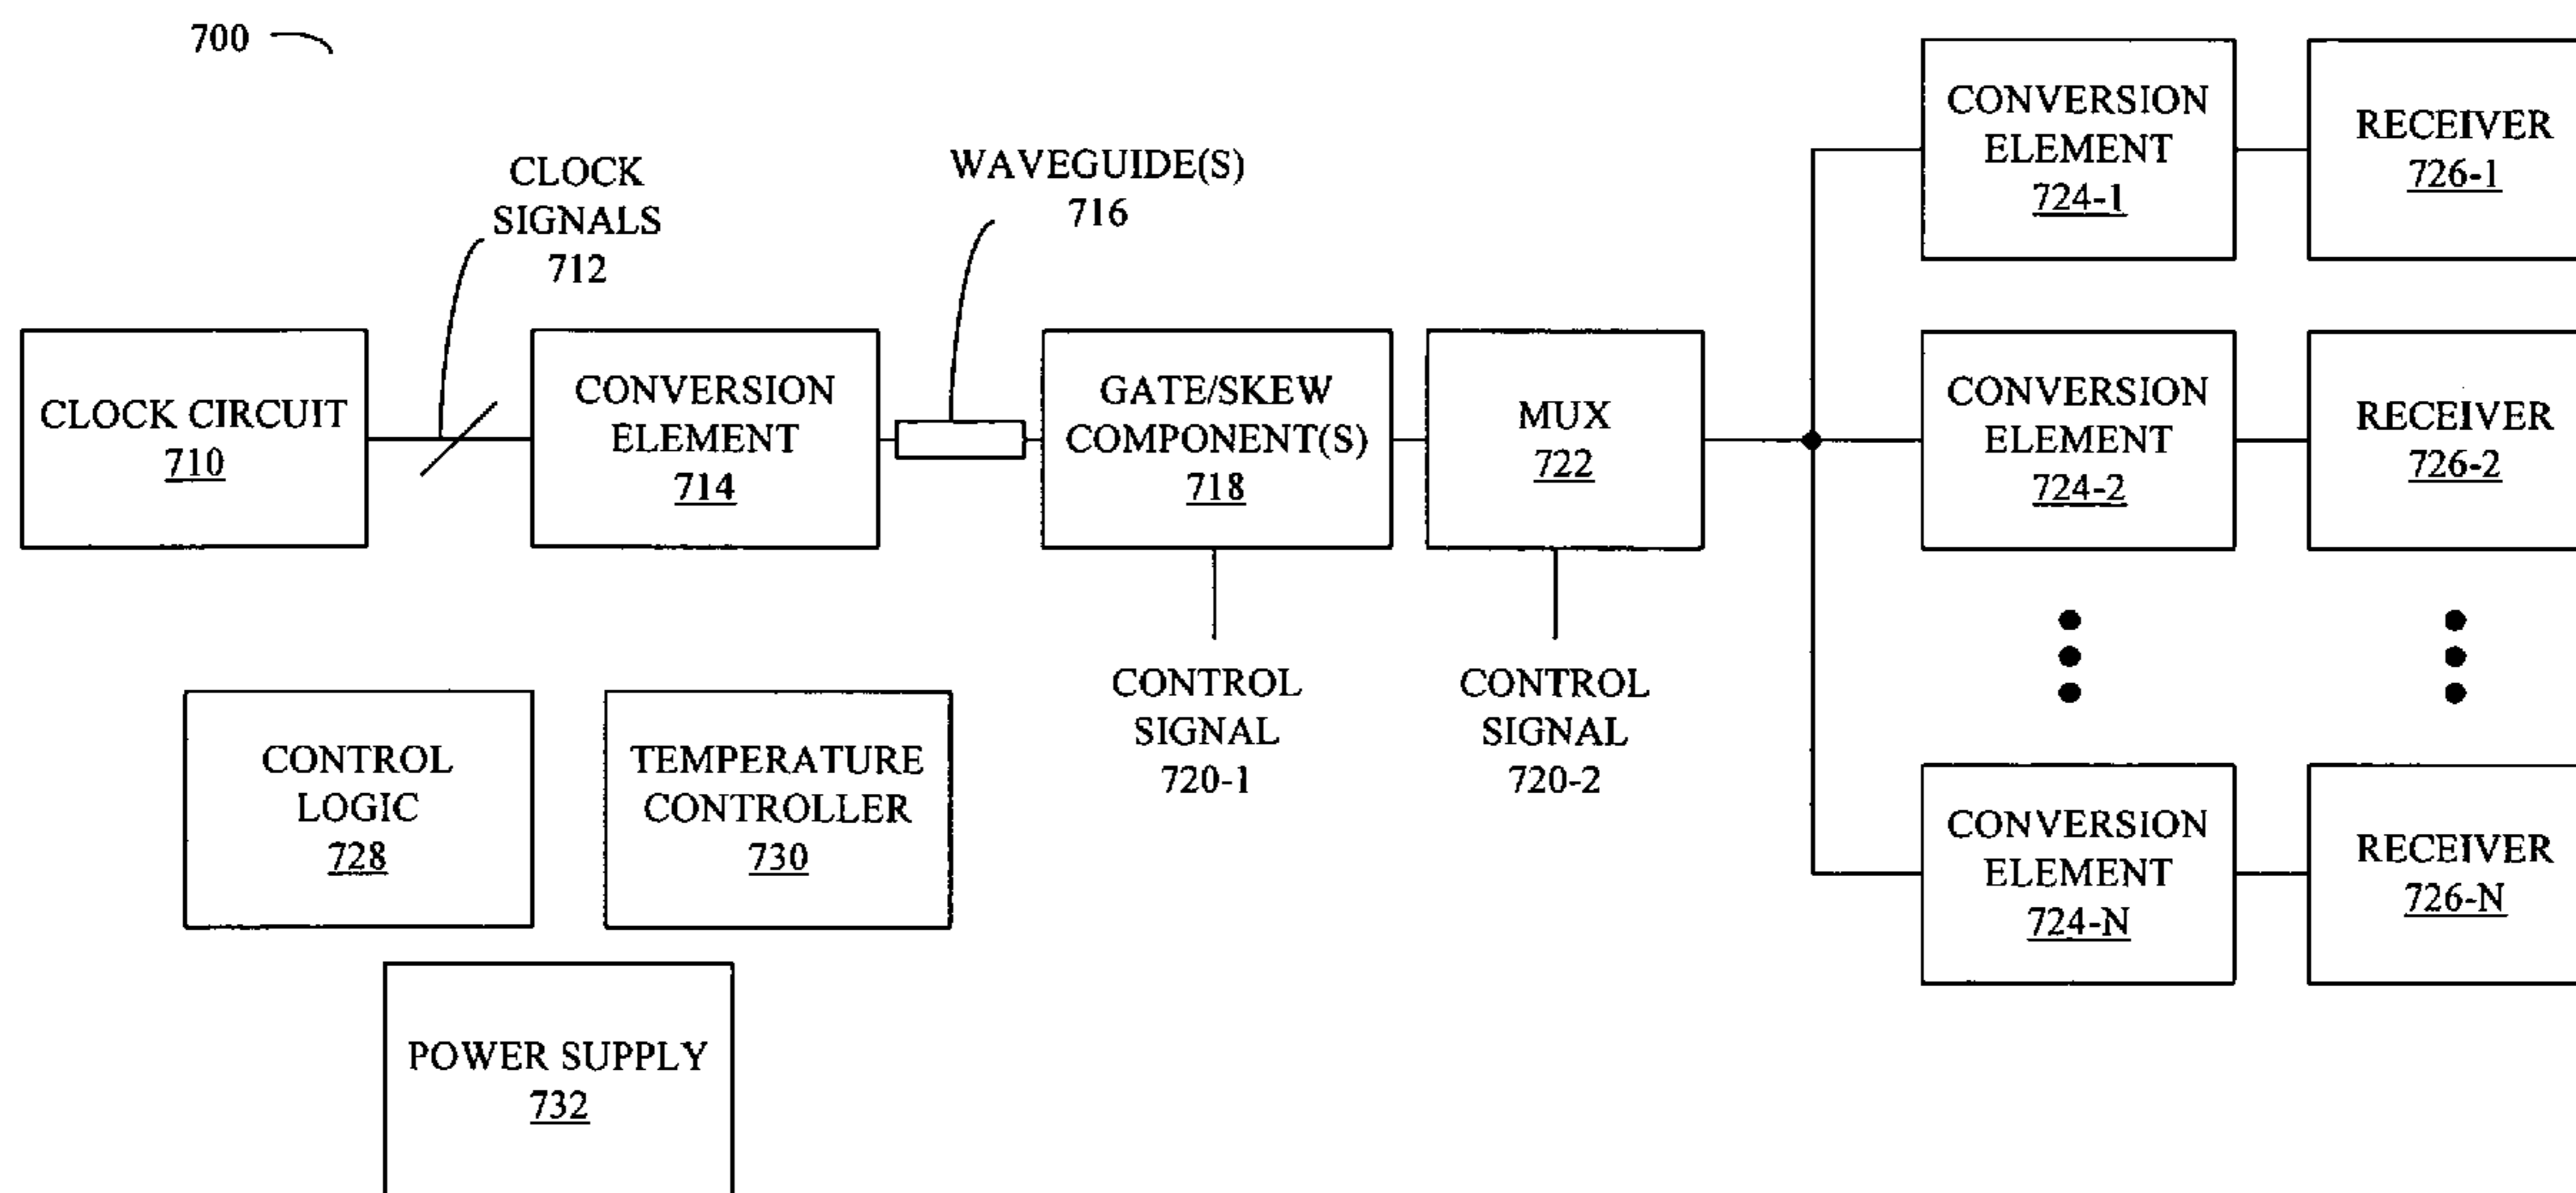 700
CLOCK
SIGNALS
712
WAVEGUIDE(S)
716
CLOCK CIRCUIT
710
CONVERSION
ELEMENT
714
GATE/SKEW
COMPONENT(S)
718
MUX
722
CONTROL
SIGNAL
720-1
CONTROL
SIGNAL
720-2
CONVERSION
ELEMENT
724-1
RECEIVER
726-1
CONVERSION
ELEMENT
724-2
RECEIVER
726-2
CONVERSION
ELEMENT
724-N
RECEIVER
726-N
CONTROL
LOGIC
728
TEMPERATURE
CONTROLLER
730
POWER SUPPLY
732